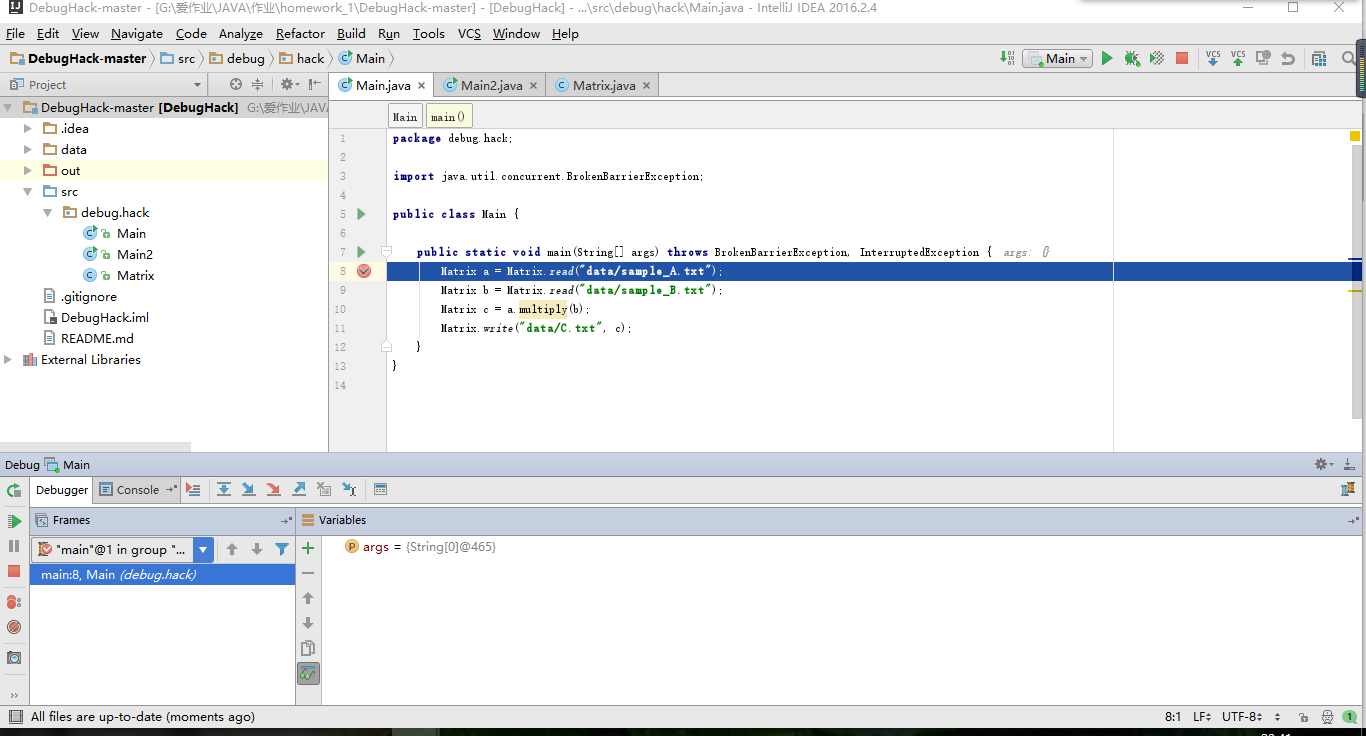 DebugHack-master - [G:\爱作业\JAVA\作业\homework_1\DebugHack-master] - [DebugHack] - ...\src\debug\hack\Main.java - IntelliJ IDEA 2016.2.4
File Edit View Navigate Code Analyze Refactor Build Run Tools VCS Window Help
DebugHack-master src debug hack Main
Main
VCS VCS
Project
Main.java Main2.java Matrix.java
DebugHack-master [DebugHack] G:\爱作业\JAVA
.idea
data
out
src
debug.hack
Main
Main2
Matrix
.gitignore
DebugHack.iml
README.md
External Libraries
Main main()
1 package debug.hack;
2
3 import java.util.concurrent.BrokenBarrierException;
4
5 public class Main {
6
7 public static void main(String[] args) throws BrokenBarrierException, InterruptedException { args: {}
8 Matrix a = Matrix.read("data/sample_A.txt");
9 Matrix b = Matrix.read("data/sample_B.txt");
10 Matrix c = a.multiply(b);
11 Matrix.write("data/C.txt", c);
12 }
13 }
14
Debug Main
Debugger Console
Frames
Variables
"main"@1 in group "...
main:8, Main (debug.hack)
args = {String[0]@465}
All files are up-to-date (moments ago)
8:1 LF UTF-8 1